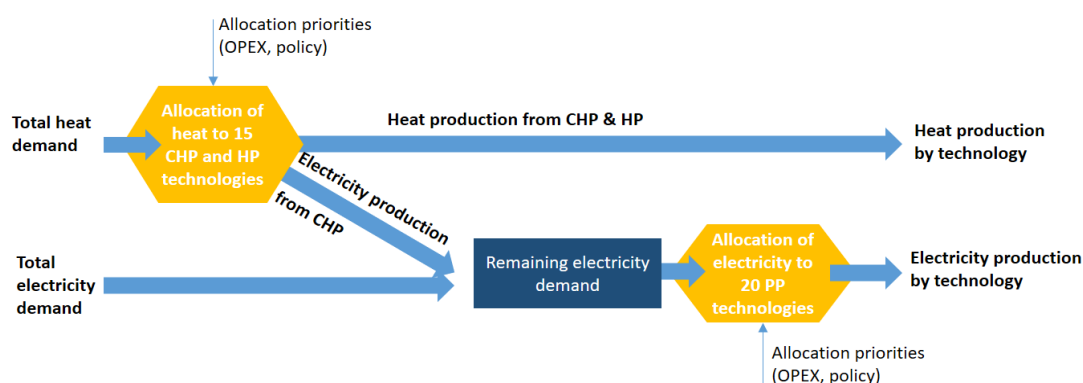 Allocation priorities
(OPEX, policy)
Total heat
demand
Allocation of
heat to 15
CHP and HP
technologies
Heat production from CHP & HP
Heat production
by technology
Electricity production
from CHP
Total
electricity
demand
Remaining electricity
demand
Allocation of
electricity to
20 PP
technologies
Electricity production
by technology
Allocation priorities
(OPEX, policy)